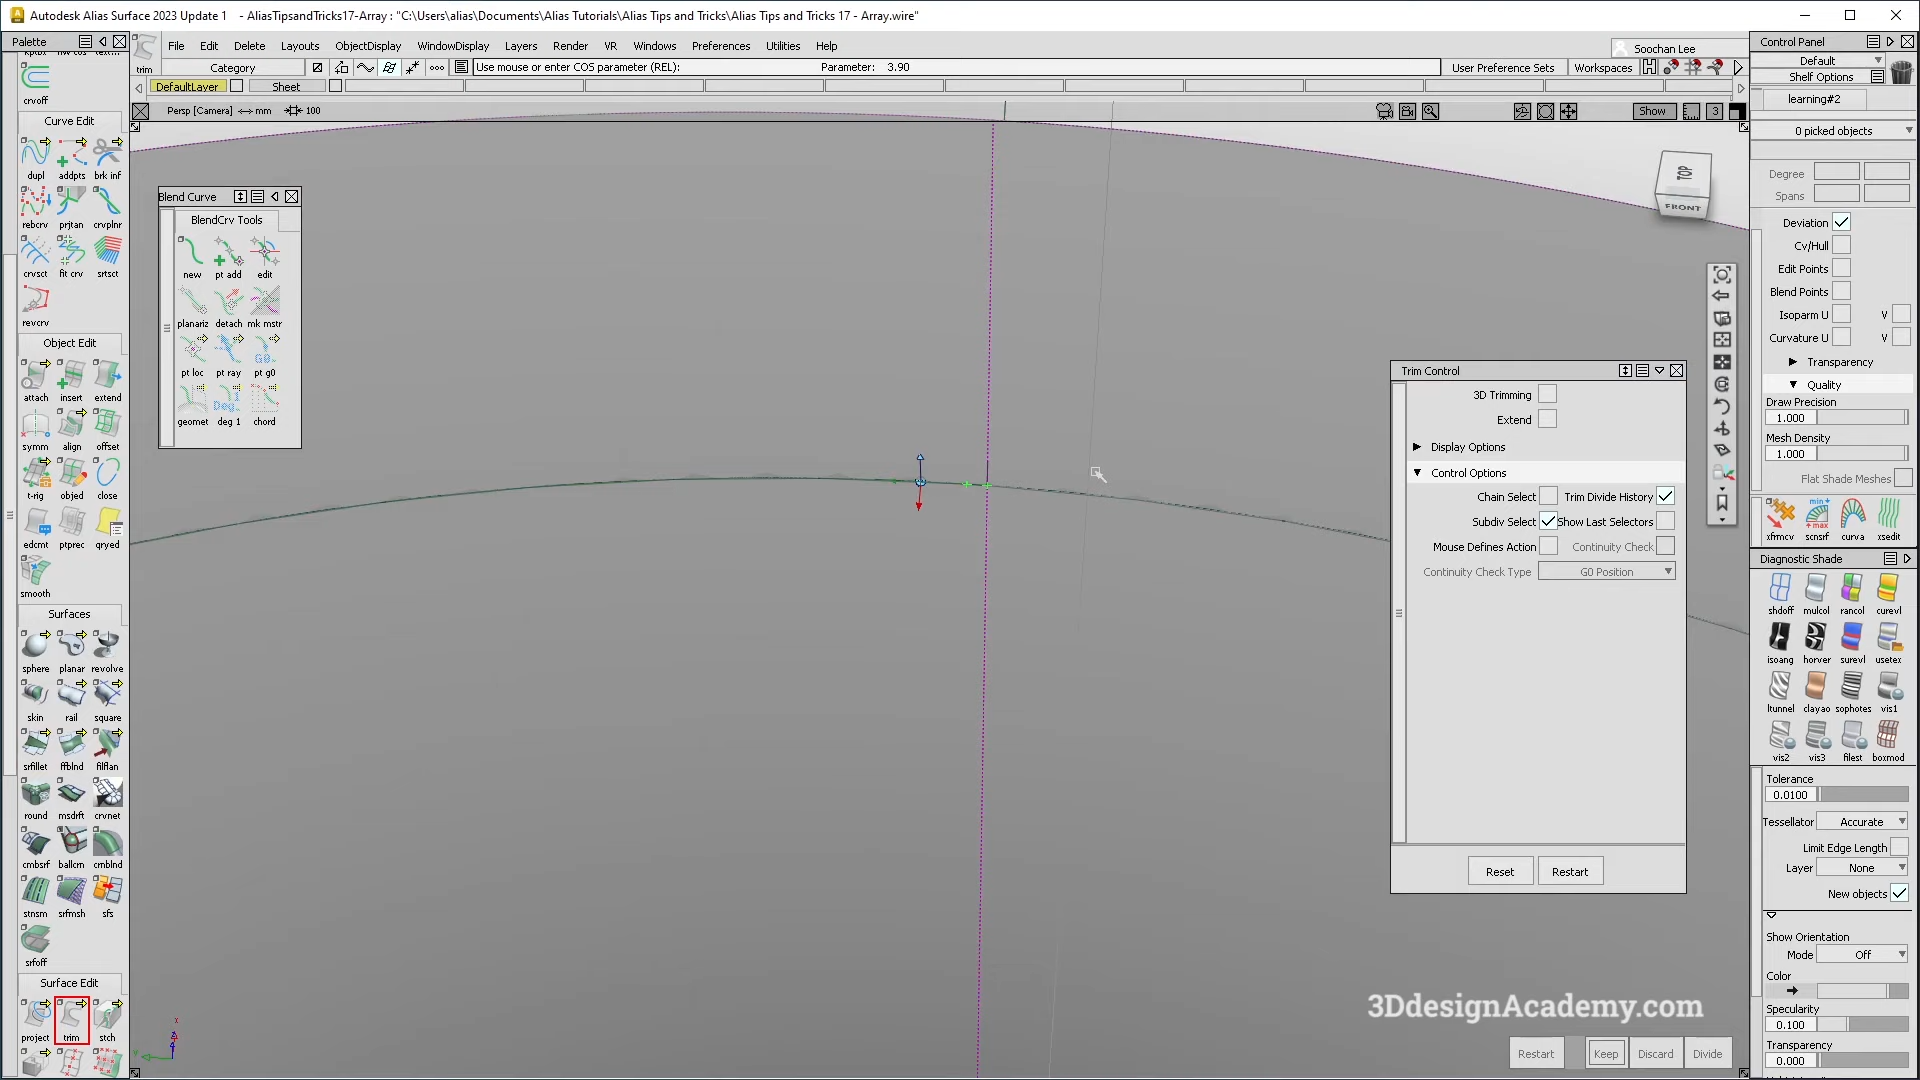 Autodesk Alias Surface 2023 Update 1 - AliasTipsandTricks17-Array : "C:\Users\alias\Documents\Alias Tutorials\Alias Tips and Tricks\Alias Tips and Tricks 17 - Array.wire"
Palette
File Edit Delete Layouts ObjectDisplay WindowDisplay Layers Render VR Windows Preferences Utilities Help
Soochan Lee
trim
Category
Use mouse or enter COS parameter (REL): Parameter: 3.90
User Preference Sets Workspaces
DefaultLayer Sheet
Persp [Camera] mm 100
Show 3
crvoff
Curve Edit
dupl addpts brk inf
rebcrv prjtan crvplnr
crvsct fit crv srtsct
revcrv
Object Edit
attach insert extend
symm align offset
t-rig objed close
edcmt ptprec qryed
smooth
Surfaces
sphere planar revolve
skin rail square
srfillet ffblnd filflan
round msdrft crvnet
cmbsrf ballcrn crnblnd
stnsm srfmsh sfs
srfoff
Surface Edit
project trim stch
Blend Curve
BlendCrv Tools
new pt add edit
planariz detach mk mstr
pt loc pt ray pt g0
geomet deg 1 chord
TOP
FRONT
Trim Control
3D Trimming
Extend
Display Options
Control Options
Chain Select Trim Divide History
Subdiv Select Show Last Selectors
Mouse Defines Action Continuity Check
Continuity Check Type G0 Position
Reset Restart
3DdesignAcademy.com
Restart Keep Discard Divide
Control Panel
Default
Shelf Options
learning#2
0 picked objects
Degree
Spans
Deviation
Cv/Hull
Edit Points
Blend Points
Isoparm U V
Curvature U V
Transparency
Quality
Draw Precision
1.000
Mesh Density
1.000
Flat Shade Meshes
xfrmcv scnsrf curva xsedit
Diagnostic Shade
shdoff mulcol rancol curevl
isoang horver surevl usetex
ltunnel clayao sophotes vis1
vis2 vis3 filest boxmod
Tolerance
0.0100
Tessellator Accurate
Limit Edge Length
Layer None
New objects
Show Orientation
Mode Off
Color
Specularity
0.100
Transparency
0.000